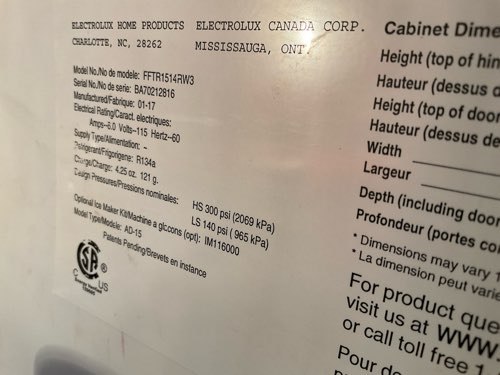 ELECTROLUX HOME PRODUCTS ELECTROLUX CANADA CORP.
CHARLOTTE, NC, 28262 MISSISSAUGA, ONT.
Model No./No de modele: FFTR1514RW3
Serial No./No de serie: BA70212816
Manufactured/Fabrique: 01-17
Electrical Rating/Caract. electriques:
Amps--6.0 Volts--115 Hertz--60
Supply Type/Alimentation: -
Refrigerant/Frigorigene: R134a
Charge/Charge: 4.25 oz. 121 g.
Design Pressures/Pressions nominales: HS 300 psi (2069 kPa)
LS 140 psi ( 965 kPa)
Optional Ice Maker Kit/Machine a glccons (opt): IM116000
Model Type/Modele: AD-15
Patents Pending/Brevets en instance
C US
Cabinet Dime
Height (top of hin
Hauteur (dessus d
Height (top of door
Hauteur (dessus de
Width
Largeur
Depth (including door
Profondeur (portes co
* Dimensions may vary 1
* La dimension peut varie
For product que
visit us at WWW.
or call toll free 1-
Pour de